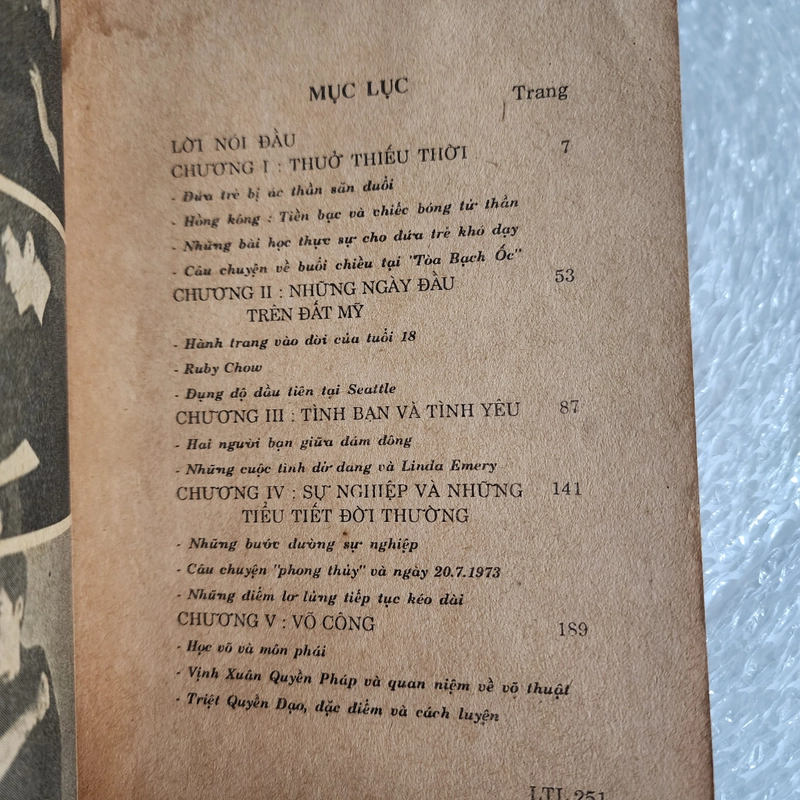 MỤC LỤC Trang
LỜI NÓI ĐẦU
CHƯƠNG I : THUỞ THIẾU THỜI 7
- Đứa trẻ bị ác thần săn đuổi
- Hồng kông : Tiền bạc và chiếc bóng tử thần
- Những bài học thực sự cho đứa trẻ khó dạy
- Câu chuyện về buổi chiều tại "Tòa Bạch Ốc"
CHƯƠNG II : NHỮNG NGÀY ĐẦU 53
TRÊN ĐẤT MỸ
- Hành trang vào đời của tuổi 18
- Ruby Chow
- Đụng độ đầu tiên tại Seattle
CHƯƠNG III : TÌNH BẠN VÀ TÌNH YÊU 87
- Hai người bạn giữa đám đông
- Những cuộc tình dở dang và Linda Emery
CHƯƠNG IV : SỰ NGHIỆP VÀ NHỮNG 141
TIỂU TIẾT ĐỜI THƯỜNG
- Những bước đường sự nghiệp
- Câu chuyện "phong thủy" và ngày 20.7.1973
- Những điểm lơ lửng tiếp tục kéo dài
CHƯƠNG V : VÕ CÔNG 189
- Học võ và môn phái
- Vịnh Xuân Quyền Pháp và quan niệm về võ thuật
- Triệt Quyền Đạo, đặc điểm và cách luyện
LTL 251